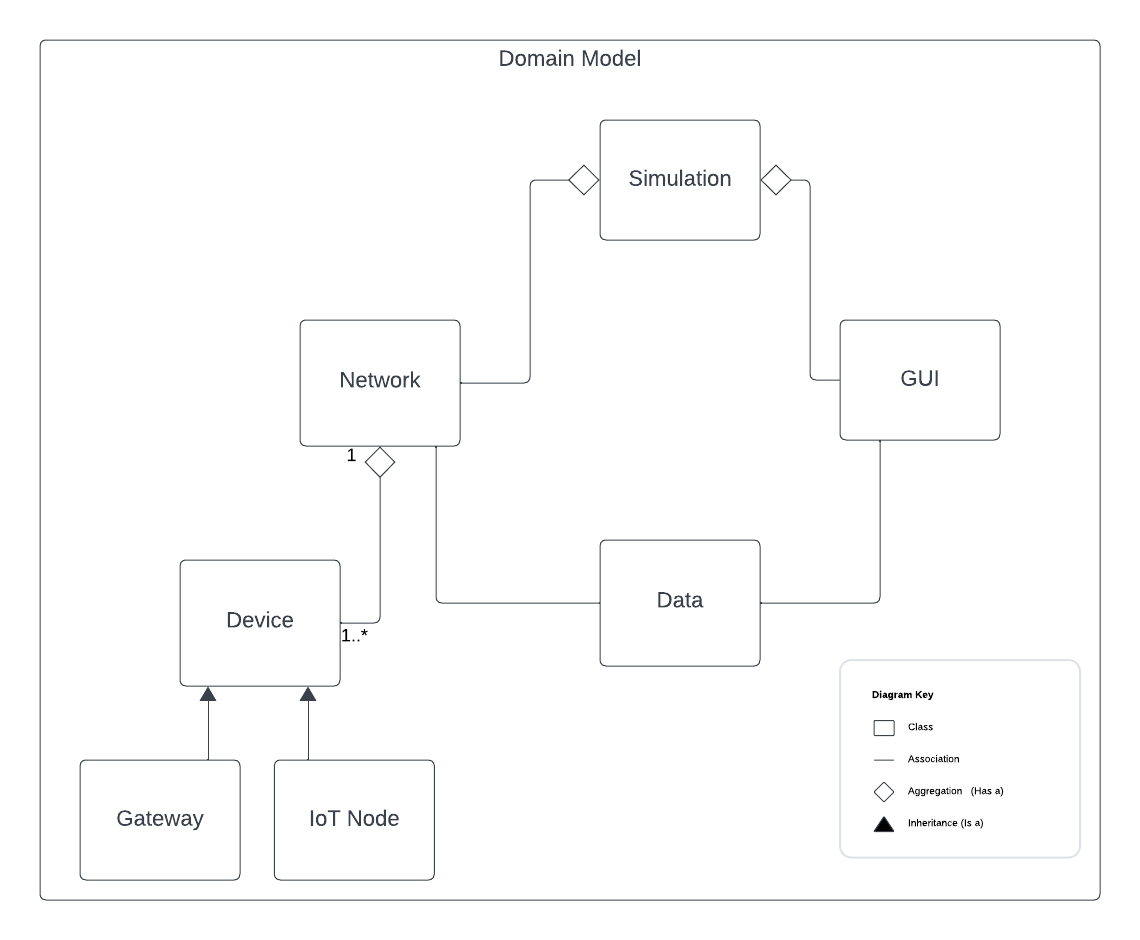 Domain Model
Simulation
Network
GUI
1
Device
1..*
Data
Gateway
IoT Node
Diagram Key
Class
Association
Aggregation (Has a)
Inheritance (Is a)